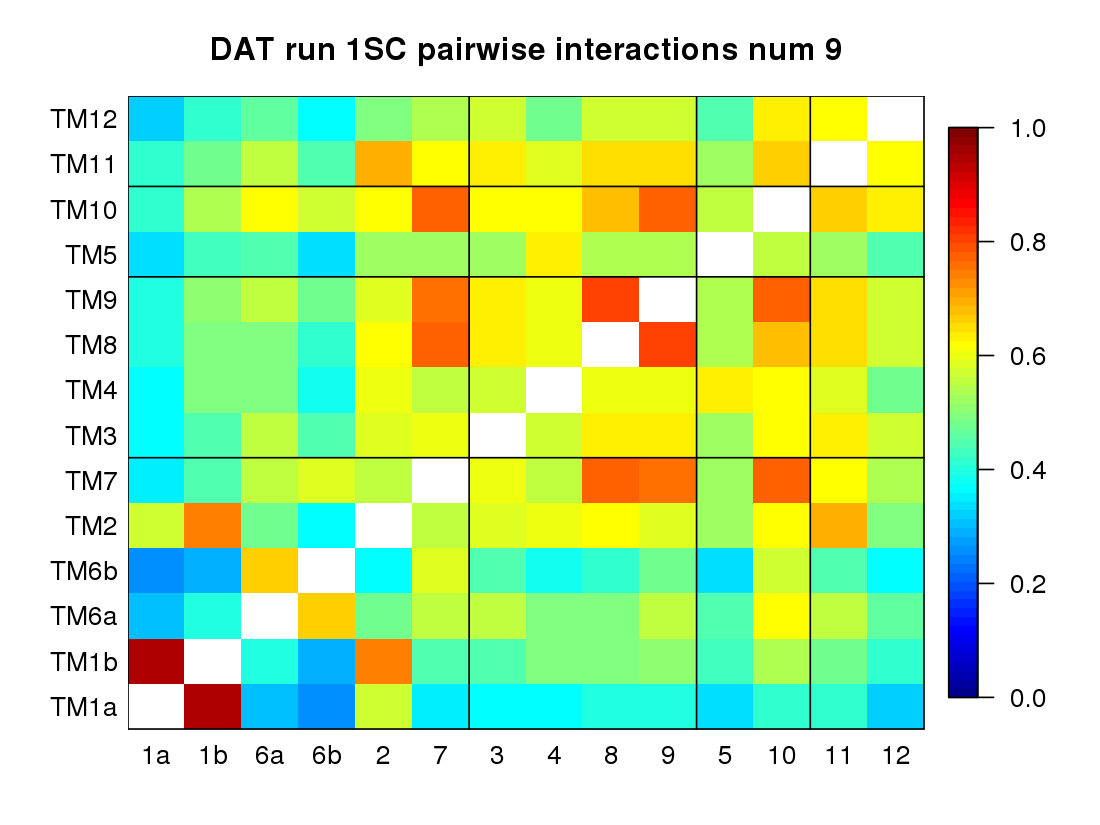 DAT run 1SC pairwise interactions num 9
TM12
TM11
TM10
TM5
TM9
TM8
TM4
TM3
TM7
TM2
TM6b
TM6a
TM1b
TM1a
1a 1b 6a 6b 2 7 3 4 8 9 5 10 11 12
1.0
0.8
0.6
0.4
0.2
0.0